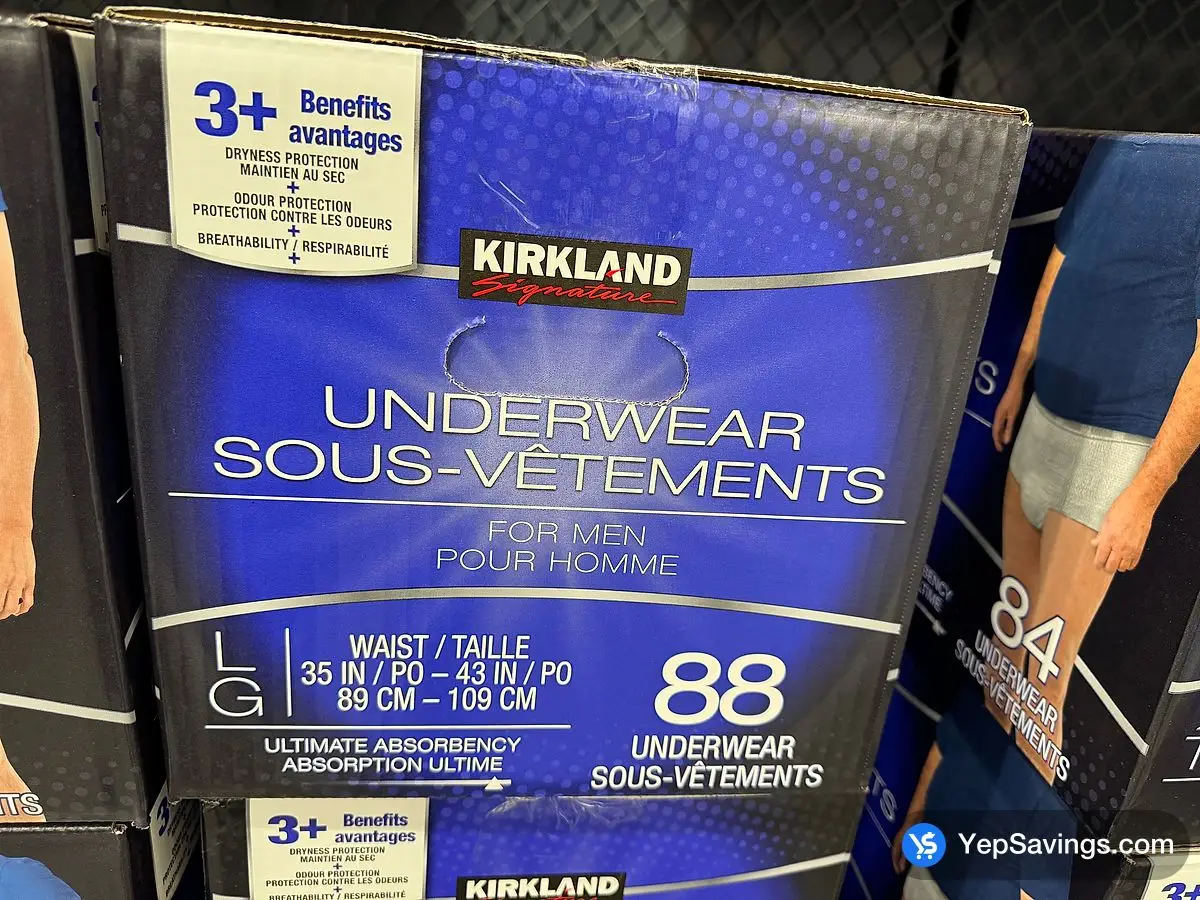 3+ Benefits
avantages
DRYNESS PROTECTION
MAINTIEN AU SEC
+
ODOUR PROTECTION
PROTECTION CONTRE LES ODEURS
+
BREATHABILITY / RESPIRABILITÉ
+
KIRKLAND
Signature
UNDERWEAR
SOUS-VÊTEMENTS
FOR MEN
POUR HOMME
LG
WAIST / TAILLE
35 IN / PO – 43 IN / PO
89 CM – 109 CM
ULTIMATE ABSORBENCY
ABSORPTION ULTIME
88
UNDERWEAR
SOUS-VÊTEMENTS
84
UNDERWEAR
SOUS-VÊTEMENTS
3+ Benefits
avantages
DRYNESS PROTECTION
MAINTIEN AU SEC
+
ODOUR PROTECTION
PROTECTION CONTRE LES ODEURS
+
BREATHABILITY / RESPIRABILITÉ
KIRKLAND
YepSavings.com
3+